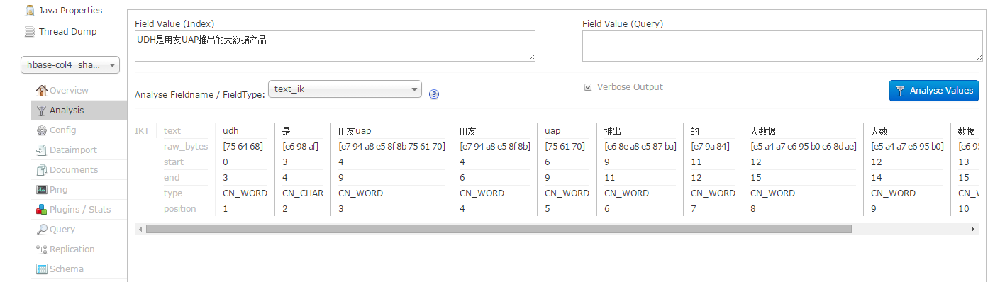 Java Properties
Thread Dump
hbase-col4_sha...
Overview
Analysis
Config
Dataimport
Documents
Ping
Plugins / Stats
Query
Replication
Schema
Field Value (Index)
UDH是用友UAP推出的大数据产品
Field Value (Query)
Analyse Fieldname / FieldType: text_ik
Verbose Output
Analyse Values
IKT text udh 是 用友uap 用友 uap 推出 的 大数据 大数 数据
raw_bytes [75 64 68] [e6 98 af] [e7 94 a8 e5 8f 8b 75 61 70] [e7 94 a8 e5 8f 8b] [75 61 70] [e6 8e a8 e5 87 ba] [e7 9a 84] [e5 a4 a7 e6 95 b0 e6 8d ae] [e5 a4 a7 e6 95 b0] [e6 95
start 0 3 4 4 6 9 11 12 12 13
end 3 4 9 6 9 11 12 15 14 15
type CN_WORD CN_CHAR CN_WORD CN_WORD CN_WORD CN_WORD CN_WORD CN_WORD CN_WORD CN_W
position 1 2 3 4 5 6 7 8 9 10